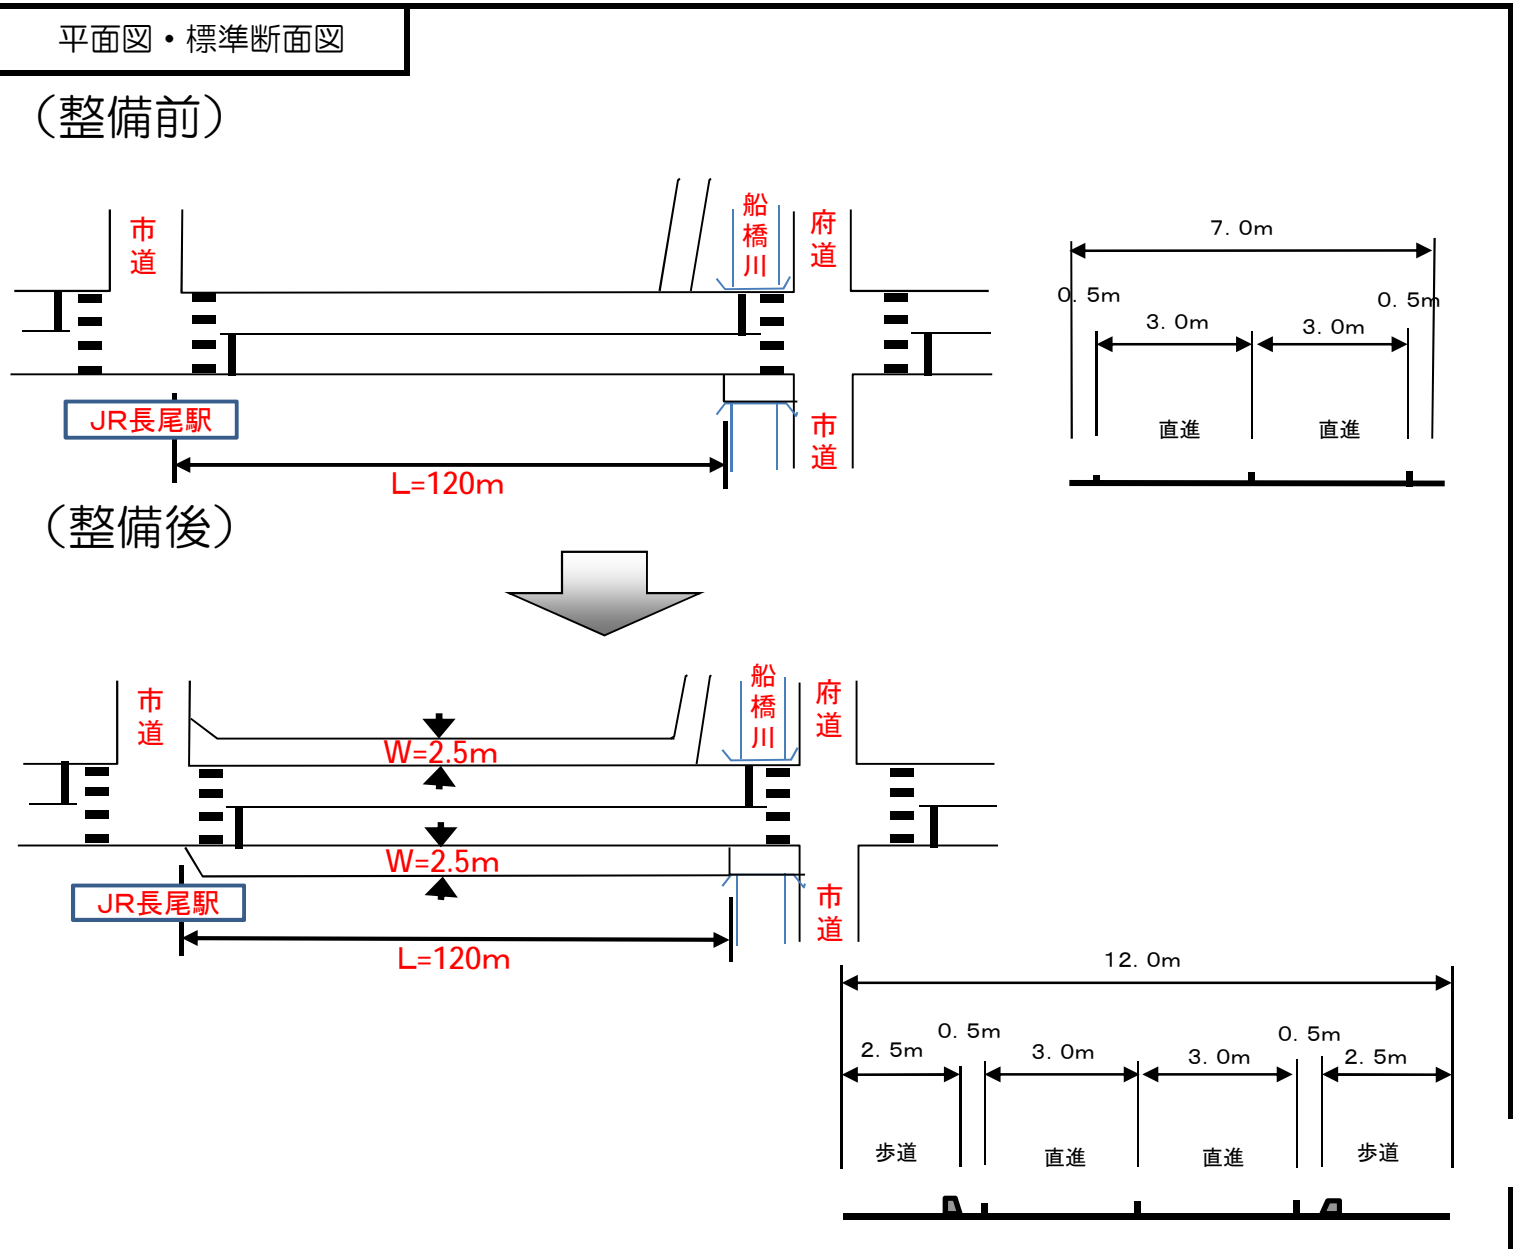 平面図・標準断面図
（整備前）
市道
船橋川
府道
JR長尾駅
市道
L=120m
7.0m
0.5m
0.5m
3.0m
3.0m
直進
直進
（整備後）
市道
船橋川
府道
W=2.5m
W=2.5m
JR長尾駅
市道
L=120m
12.0m
0.5m
0.5m
2.5m
3.0m
3.0m
2.5m
歩道
直進
直進
歩道